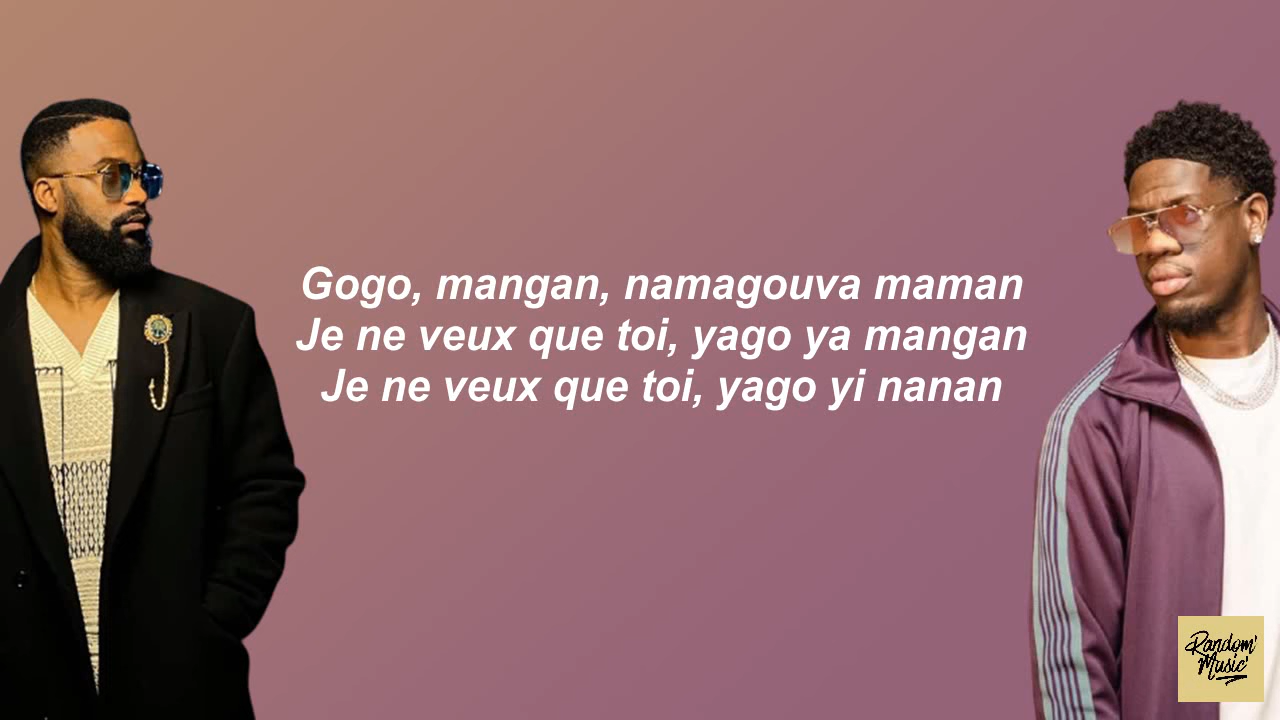 Gogo, mangan, namagouva maman
Je ne veux que toi, yago ya mangan
Je ne veux que toi, yago yi nanan
Random'
Music'